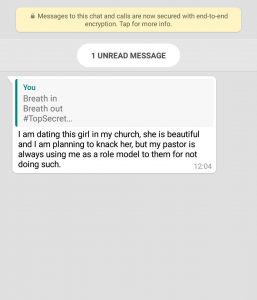 Messages to this chat and calls are now secured with end-to-end
encryption. Tap for more info.
1 UNREAD MESSAGE
You
Breath in
Breath out
#TopSecret...
I am dating this girl in my church, she is beautiful
and I am planning to knack her, but my pastor is
always using me as a role model to them for not
doing such.
12:04